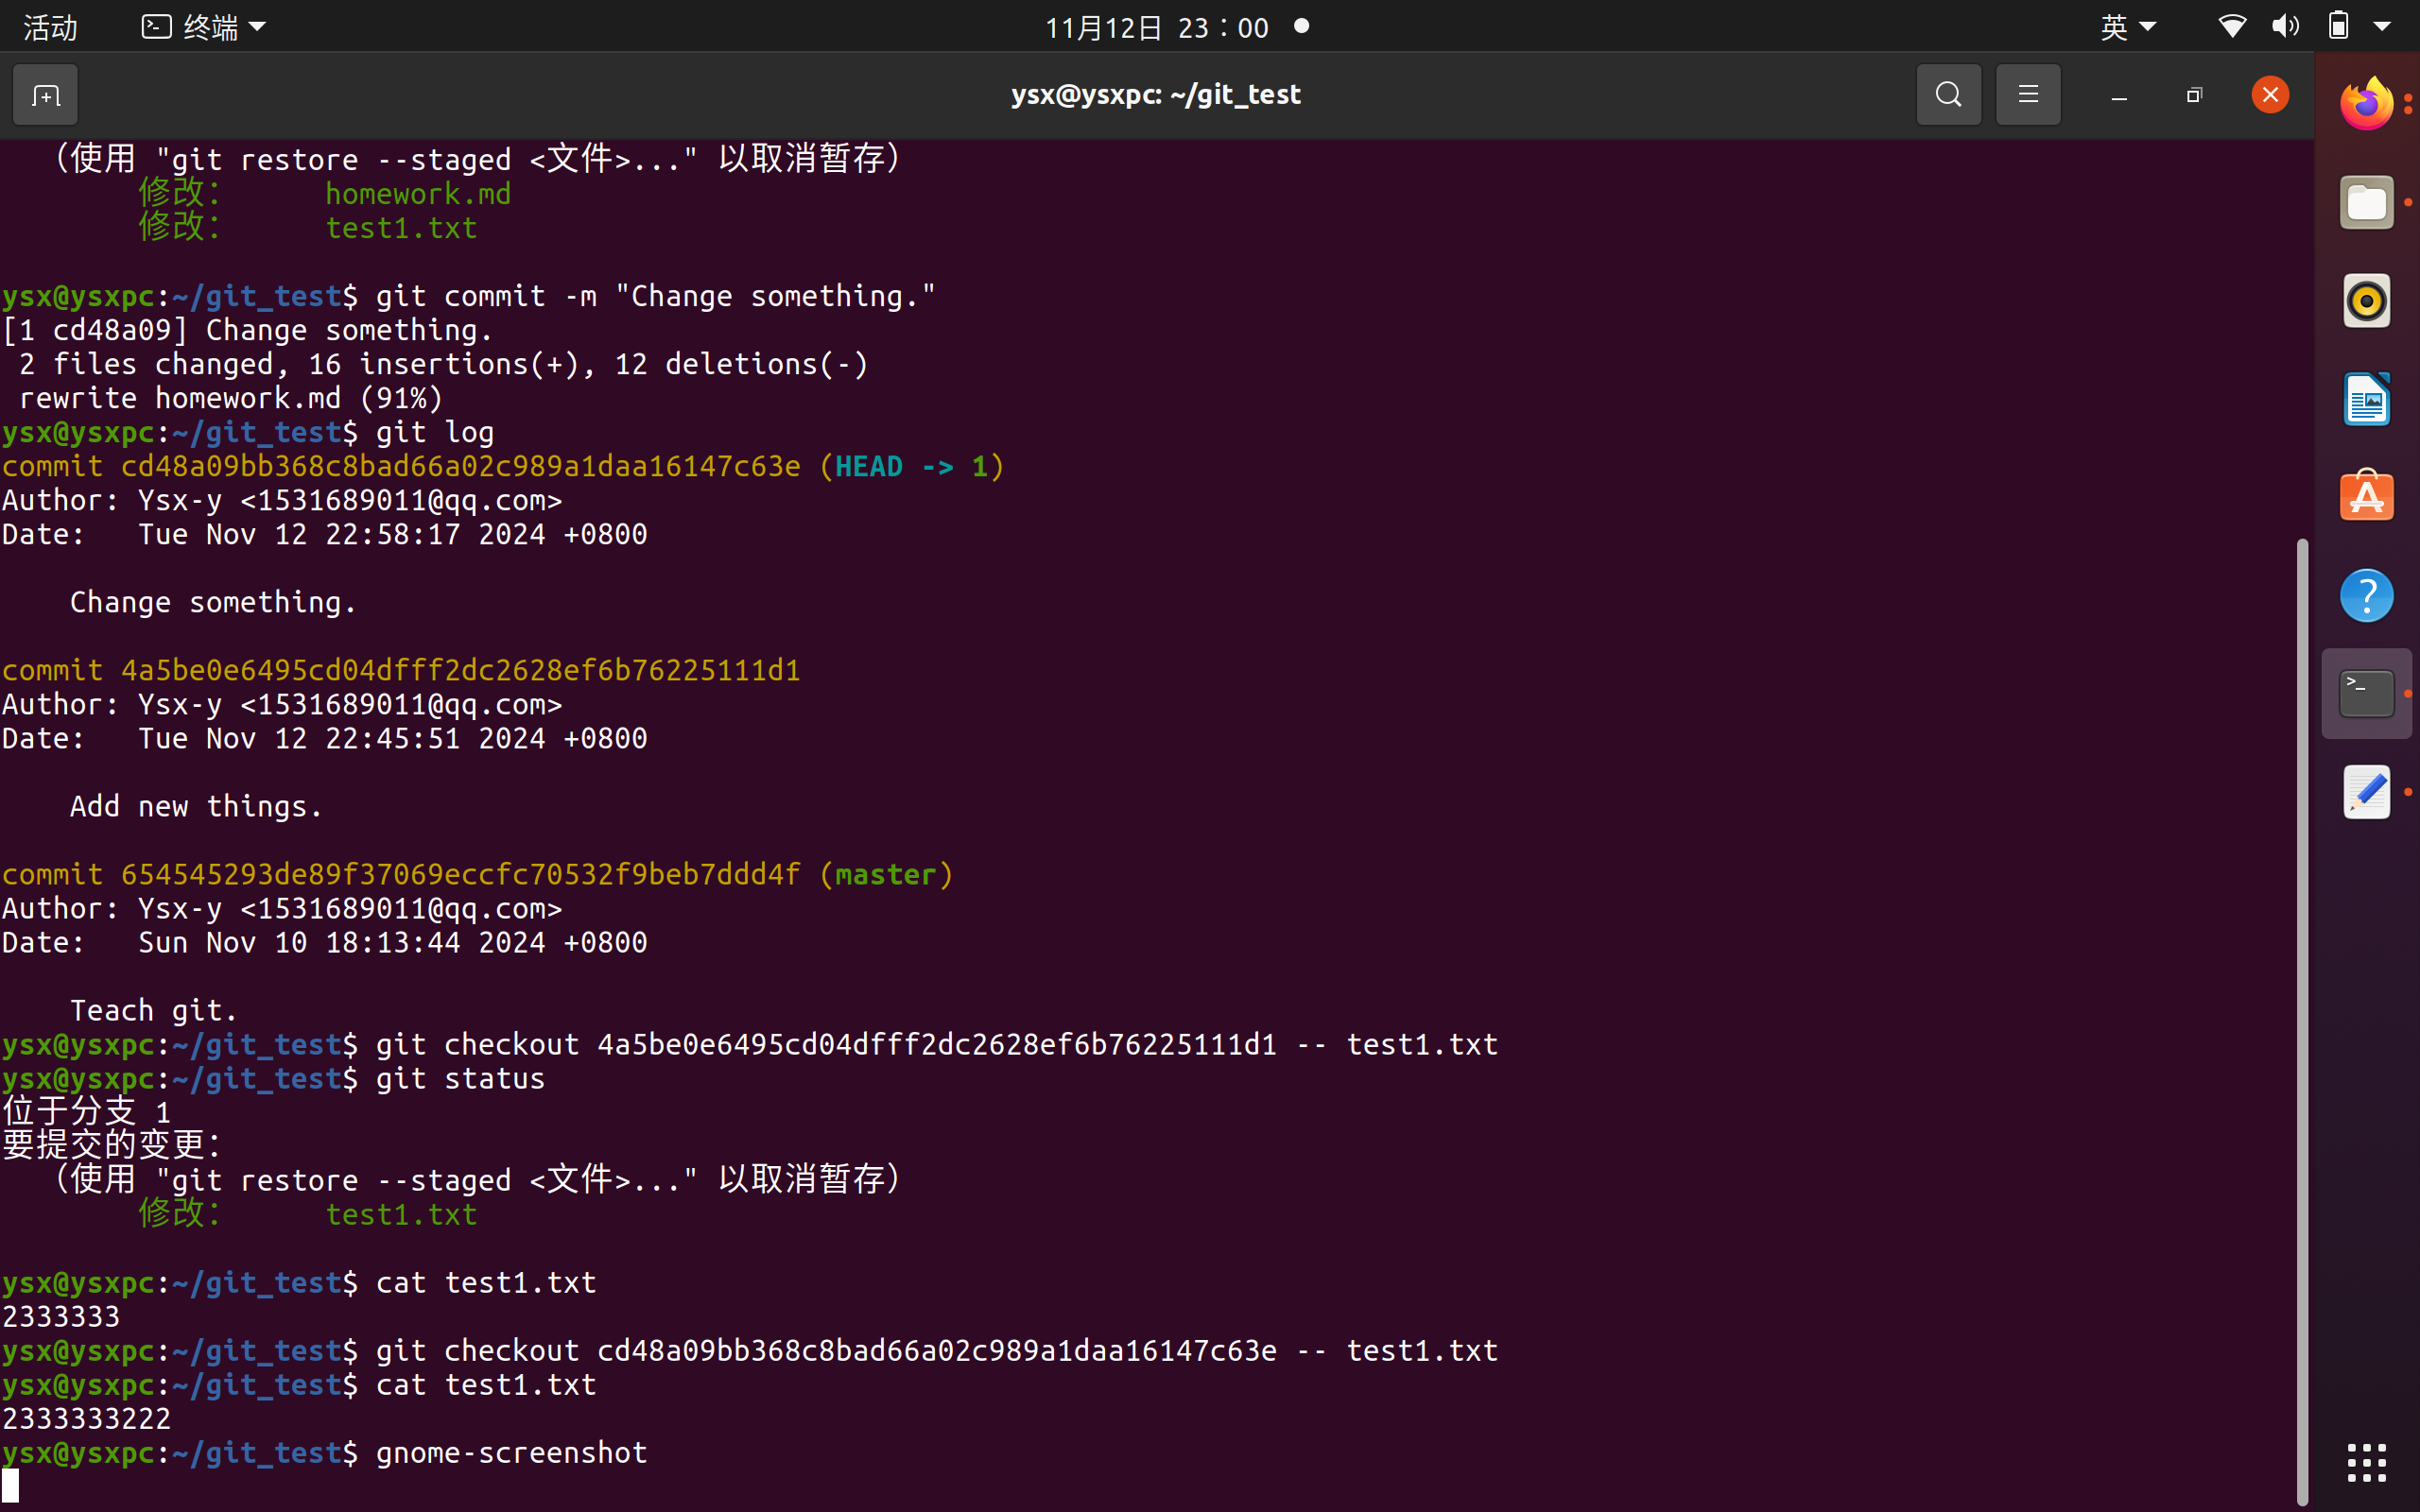 活动 终端 11月12日 23：00 英
ysx@ysxpc: ~/git_test
（使用 "git restore --staged <文件>..." 以取消暂存）
修改： homework.md
修改： test1.txt
ysx@ysxpc:~/git_test$ git commit -m "Change something."
[1 cd48a09] Change something.
2 files changed, 16 insertions(+), 12 deletions(-)
rewrite homework.md (91%)
ysx@ysxpc:~/git_test$ git log
commit cd48a09bb368c8bad66a02c989a1daa16147c63e (HEAD -> 1)
Author: Ysx-y <1531689011@qq.com>
Date:   Tue Nov 12 22:58:17 2024 +0800
Change something.
commit 4a5be0e6495cd04dfff2dc2628ef6b76225111d1
Author: Ysx-y <1531689011@qq.com>
Date:   Tue Nov 12 22:45:51 2024 +0800
Add new things.
commit 654545293de89f37069eccfc70532f9beb7ddd4f (master)
Author: Ysx-y <1531689011@qq.com>
Date:   Sun Nov 10 18:13:44 2024 +0800
Teach git.
ysx@ysxpc:~/git_test$ git checkout 4a5be0e6495cd04dfff2dc2628ef6b76225111d1 -- test1.txt
ysx@ysxpc:~/git_test$ git status
位于分支 1
要提交的变更：
（使用 "git restore --staged <文件>..." 以取消暂存）
修改： test1.txt
ysx@ysxpc:~/git_test$ cat test1.txt
2333333
ysx@ysxpc:~/git_test$ git checkout cd48a09bb368c8bad66a02c989a1daa16147c63e -- test1.txt
ysx@ysxpc:~/git_test$ cat test1.txt
2333333222
ysx@ysxpc:~/git_test$ gnome-screenshot